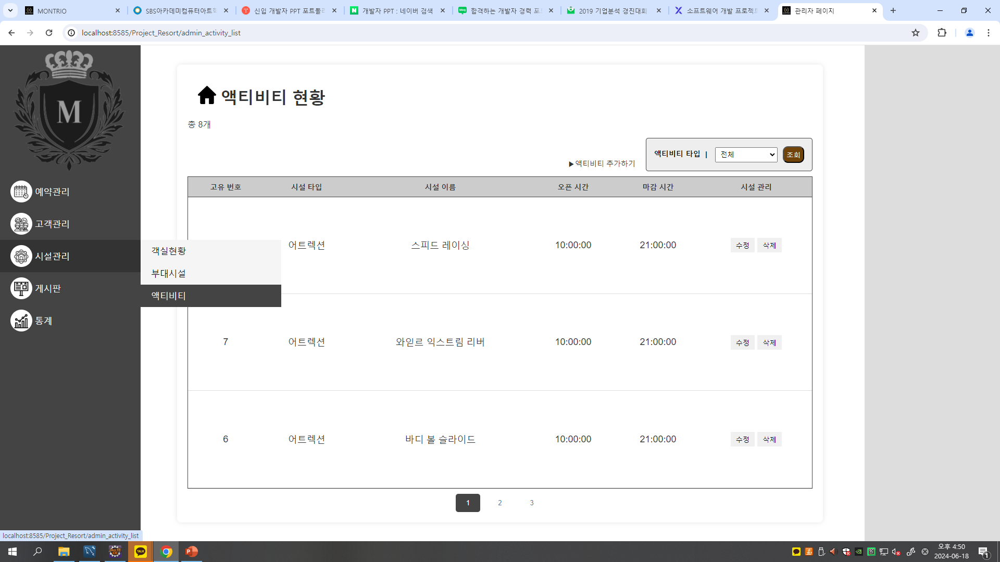 MONTRIO
SBS아카데미컴퓨터아트학
신입 개발자 PPT 포트폴리
개발자 PPT : 네이버 검색
합격하는 개발자 경력 포트
2019 기업분석 경진대회
소프트웨어 개발 프로젝트
관리자 페이지
localhost:8585/Project_Resort/admin_activity_list
M
예약관리
고객관리
시설관리
게시판
통계
객실현황
부대시설
액티비티
액티비티 현황
총 8개
▶액티비티 추가하기
액티비티 타입 | 전체 조회
고유 번호 시설 타입 시설 이름 오픈 시간 마감 시간 시설 관리
어트렉션 스피드 레이싱 10:00:00 21:00:00 수정 삭제
7 어트렉션 와일르 익스트림 리버 10:00:00 21:00:00 수정 삭제
6 어트렉션 바디 볼 슬라이드 10:00:00 21:00:00 수정 삭제
1 2 3
localhost:8585/Project_Resort/admin_activity_list
TALK
오후 4:50
2024-06-18
1